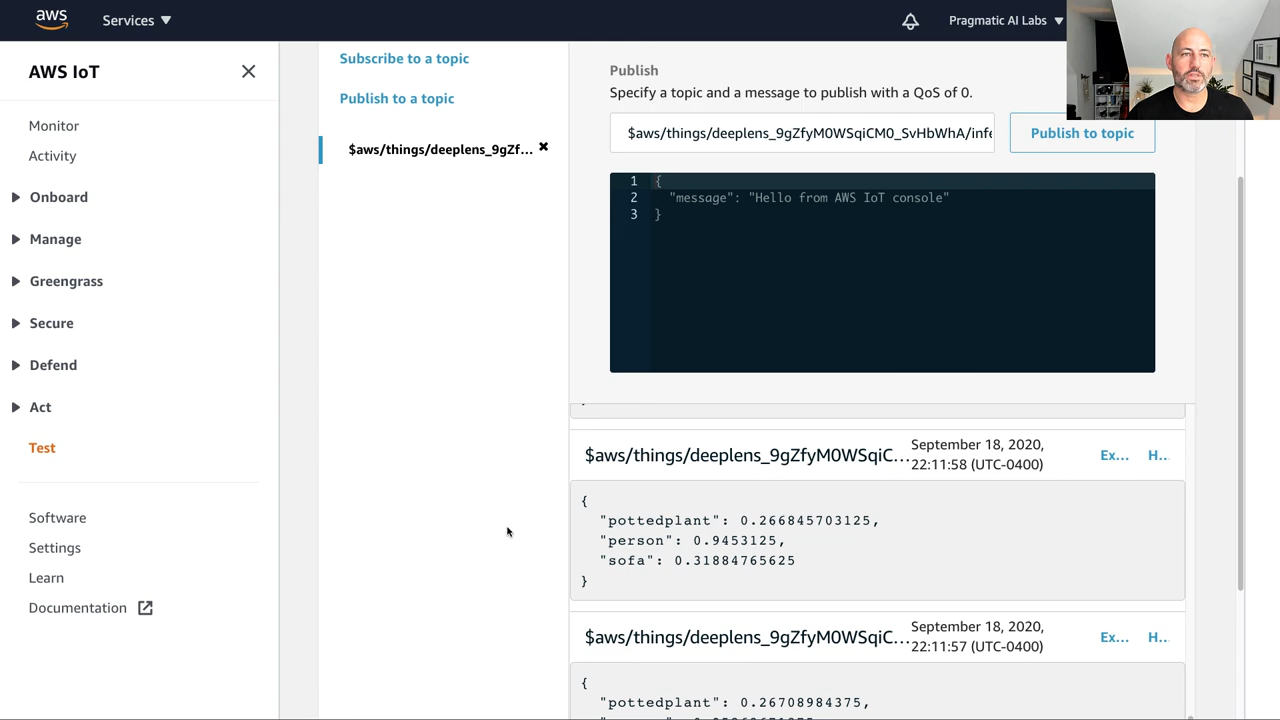 aws
Services
Pragmatic AI Labs
AWS IoT
Monitor
Activity
Onboard
Manage
Greengrass
Secure
Defend
Act
Test
Software
Settings
Learn
Documentation
Subscribe to a topic
Publish to a topic
$aws/things/deeplens_9gZf...
Publish
Specify a topic and a message to publish with a QoS of 0.
$aws/things/deeplens_9gZfyM0WSqiCM0_SvHbWhA/infe
Publish to topic
1 {
2 "message": "Hello from AWS IoT console"
3 }
$aws/things/deeplens_9gZfyM0WSqiC... September 18, 2020, 22:11:58 (UTC-0400) Ex... H...
{
"pottedplant": 0.266845703125,
"person": 0.9453125,
"sofa": 0.31884765625
}
$aws/things/deeplens_9gZfyM0WSqiC... September 18, 2020, 22:11:57 (UTC-0400) Ex... H...
{
"pottedplant": 0.26708984375,